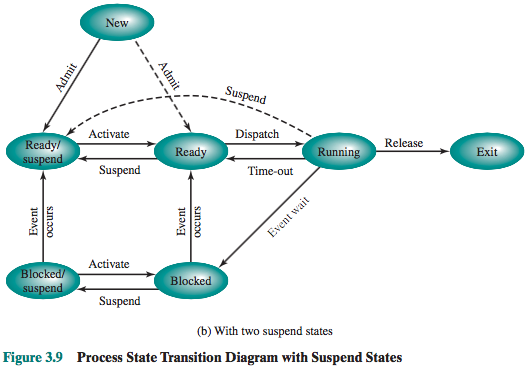 New
Admit
Admit
Suspend
Ready/
suspend
Activate
Suspend
Ready
Dispatch
Time-out
Running
Release
Exit
Event
occurs
Event
occurs
Event wait
Blocked/
suspend
Activate
Suspend
Blocked
(b) With two suspend states
Figure 3.9 Process State Transition Diagram with Suspend States